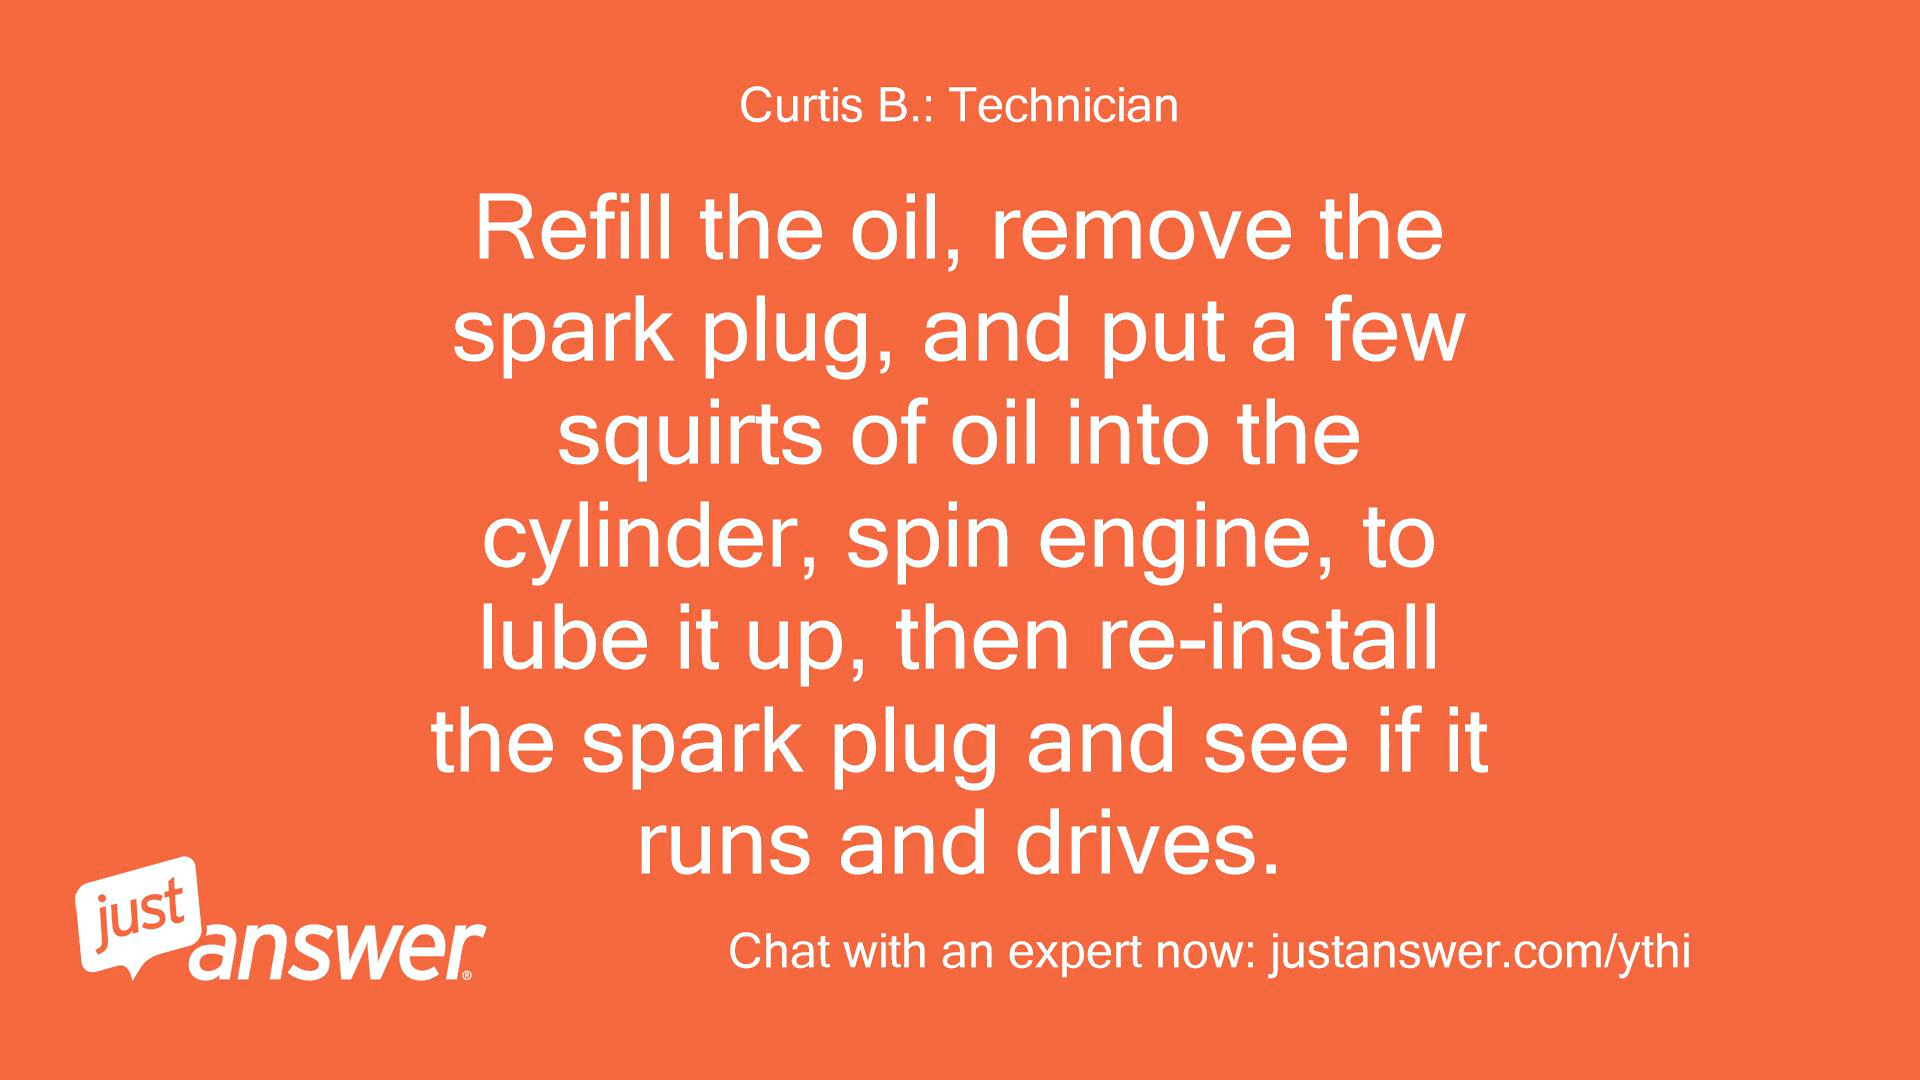 Curtis B.: Technician
Refill the oil, remove the
spark plug, and put a few
squirts of oil into the
cylinder, spin engine, to
lube it up, then re-install
the spark plug and see if it
runs and drives.
just
answer®
Chat with an expert now: justanswer.com/ythi